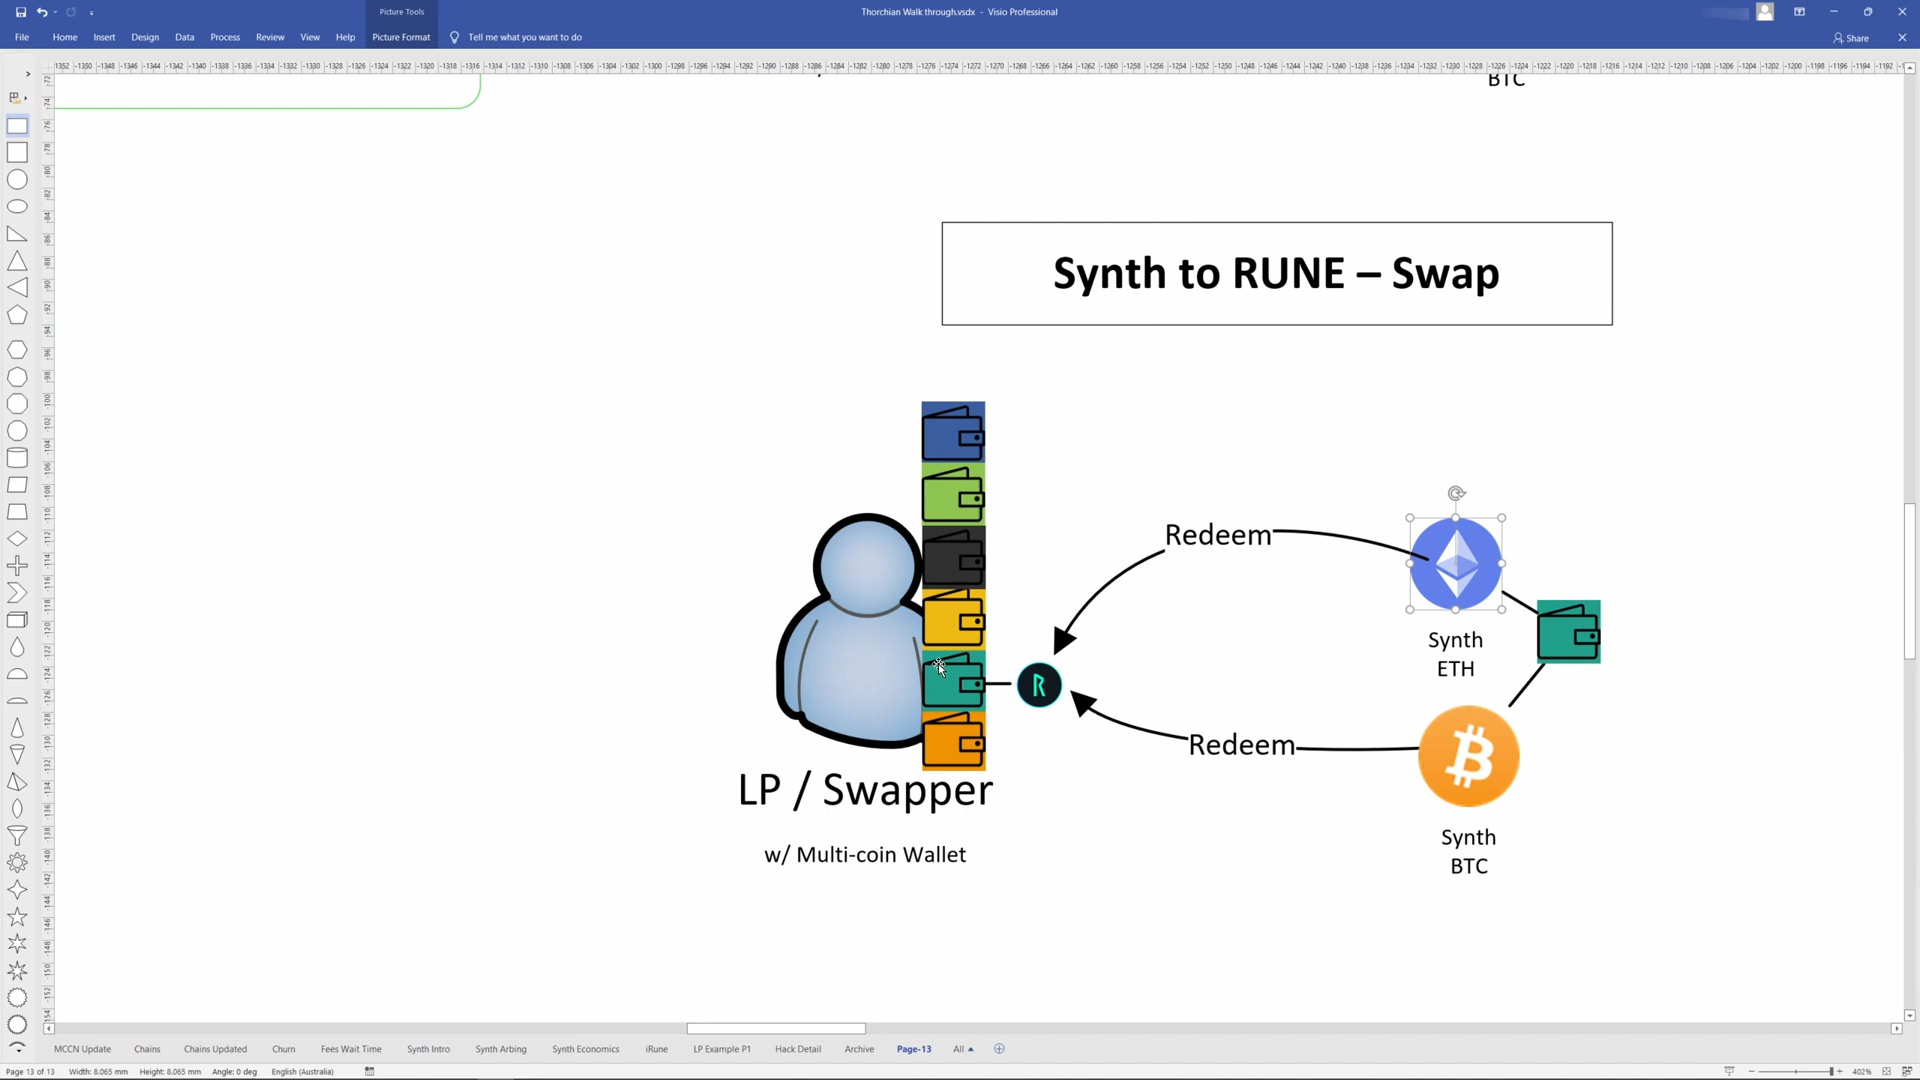 Picture Tools
Thorchian Walk through.vsdx - Visio Professional
File Home Insert Design Data Process Review View Help Picture Format Tell me what you want to do
Share
BTC
Synth to RUNE – Swap
Redeem
Synth
ETH
Redeem
LP / Swapper
w/ Multi-coin Wallet
Synth
BTC
MCCN Update Chains Chains Updated Churn Fees Wait Time Synth Intro Synth Arbing Synth Economics iRune LP Example P1 Hack Detail Archive Page-13 All
Page 13 of 13 Width: 8.065 mm Height: 8.065 mm Angle: 0 deg English (Australia)
402%